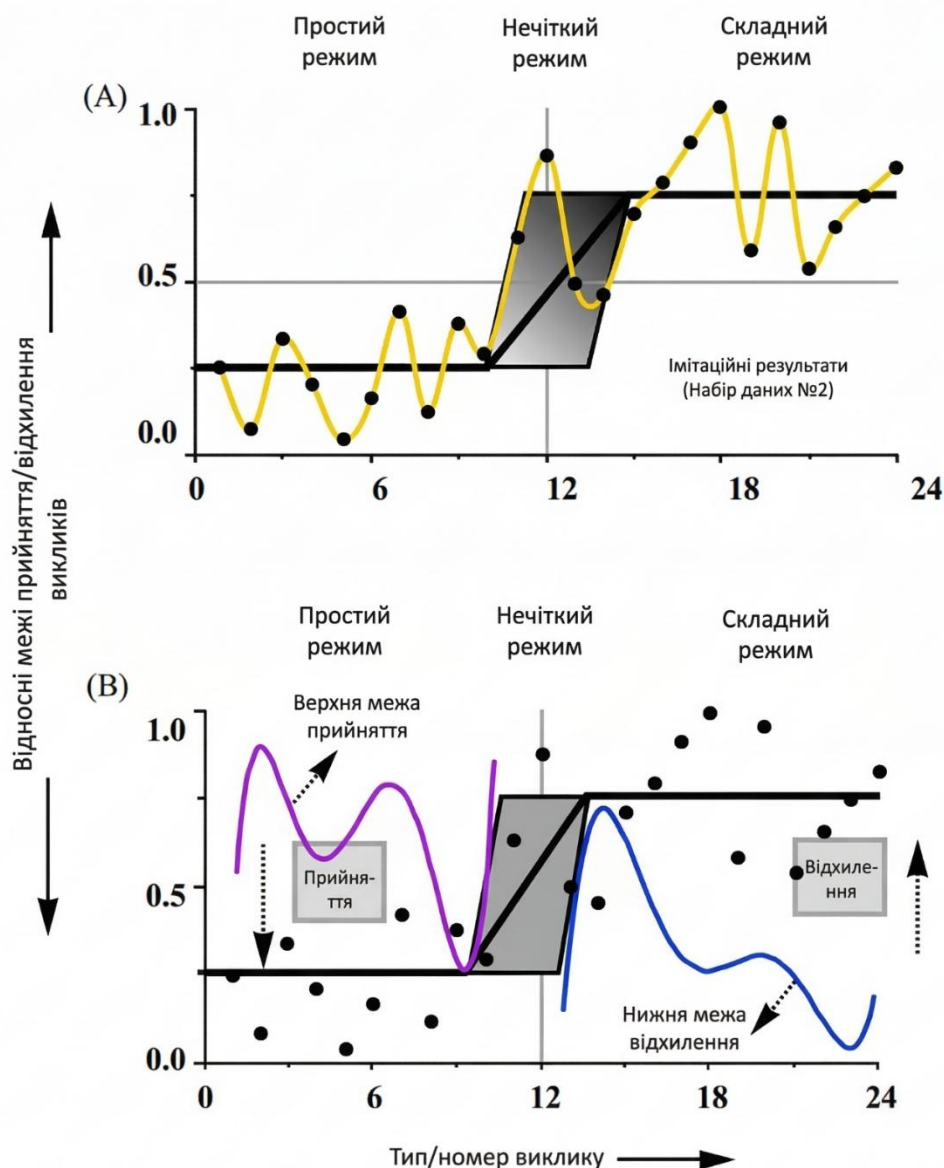 Простий
режим
Нечіткий
режим
Складний
режим
(A)
1.0
0.5
0.0
Імітаційні результати
(Набір даних №2)
0
6
12
18
24
Відносні межі прийняття/відхилення
викликів
Простий
режим
Нечіткий
режим
Складний
режим
(B)
Верхня межа
прийняття
1.0
0.5
0.0
Прийня-
ття
Відхиле-
ння
Нижня межа
відхилення
0
6
12
18
24
Тип/номер виклику